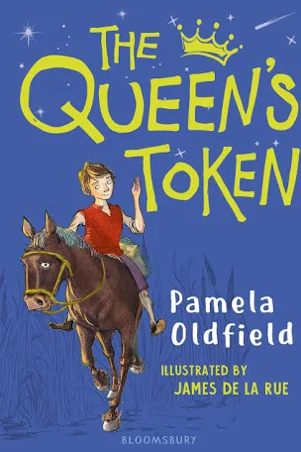 THE
QUEEN'S
TOKEN
Pamela
Oldfield
ILLUSTRATED BY
JAMES DE LA RUE
BLOOMSBURY